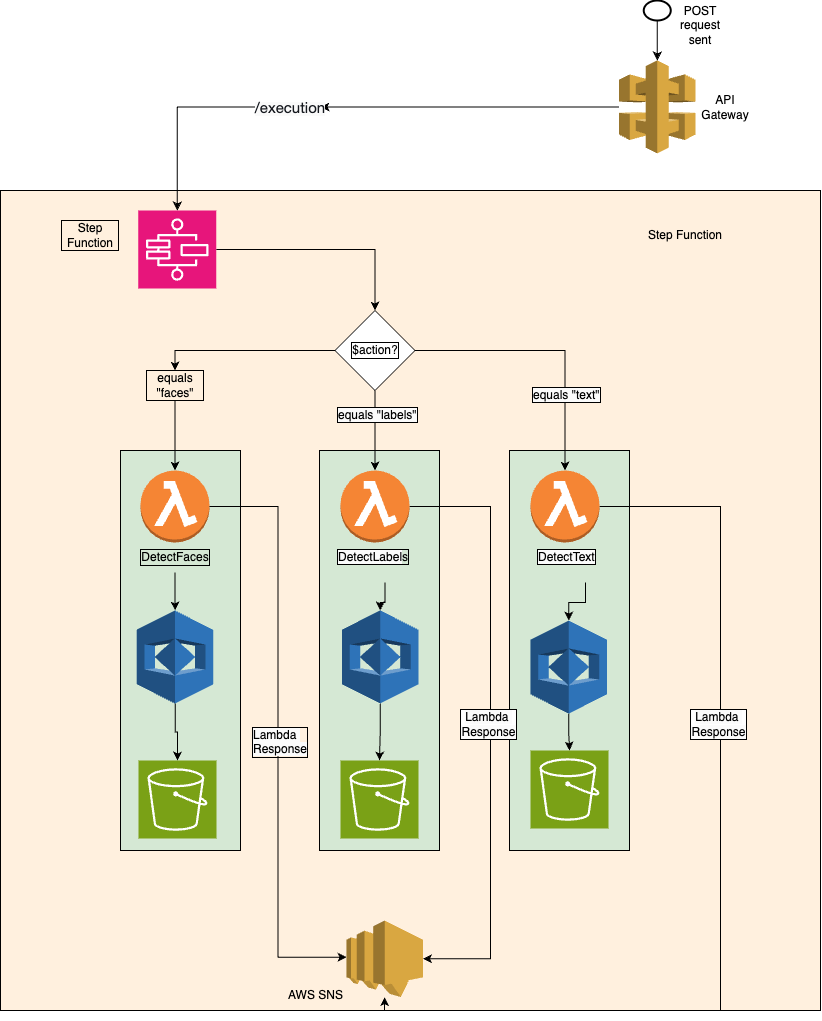 POST
request
sent
API
Gateway
/execution
Step
Function
Step Function
$action?
equals
"faces"
equals "labels"
equals "text"
DetectFaces
DetectLabels
DetectText
Lambda
Response
Lambda
Response
Lambda
Response
AWS SNS